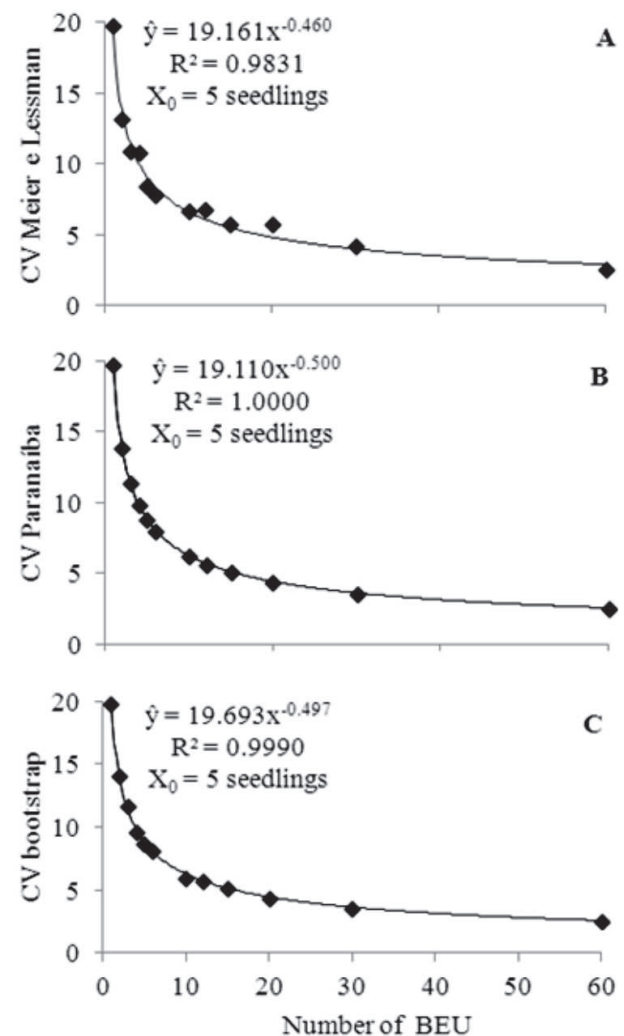 20
15
10
5
0
CV Meier e Lessman
ŷ = 19.161x^-0.460
R² = 0.9831
X₀ = 5 seedlings
A
20
15
10
5
0
CV Paranaíba
ŷ = 19.110x^-0.500
R² = 1.0000
X₀ = 5 seedlings
B
20
15
10
5
0
CV bootstrap
ŷ = 19.693x^-0.497
R² = 0.9990
X₀ = 5 seedlings
C
0 10 20 30 40 50 60
Number of BEU